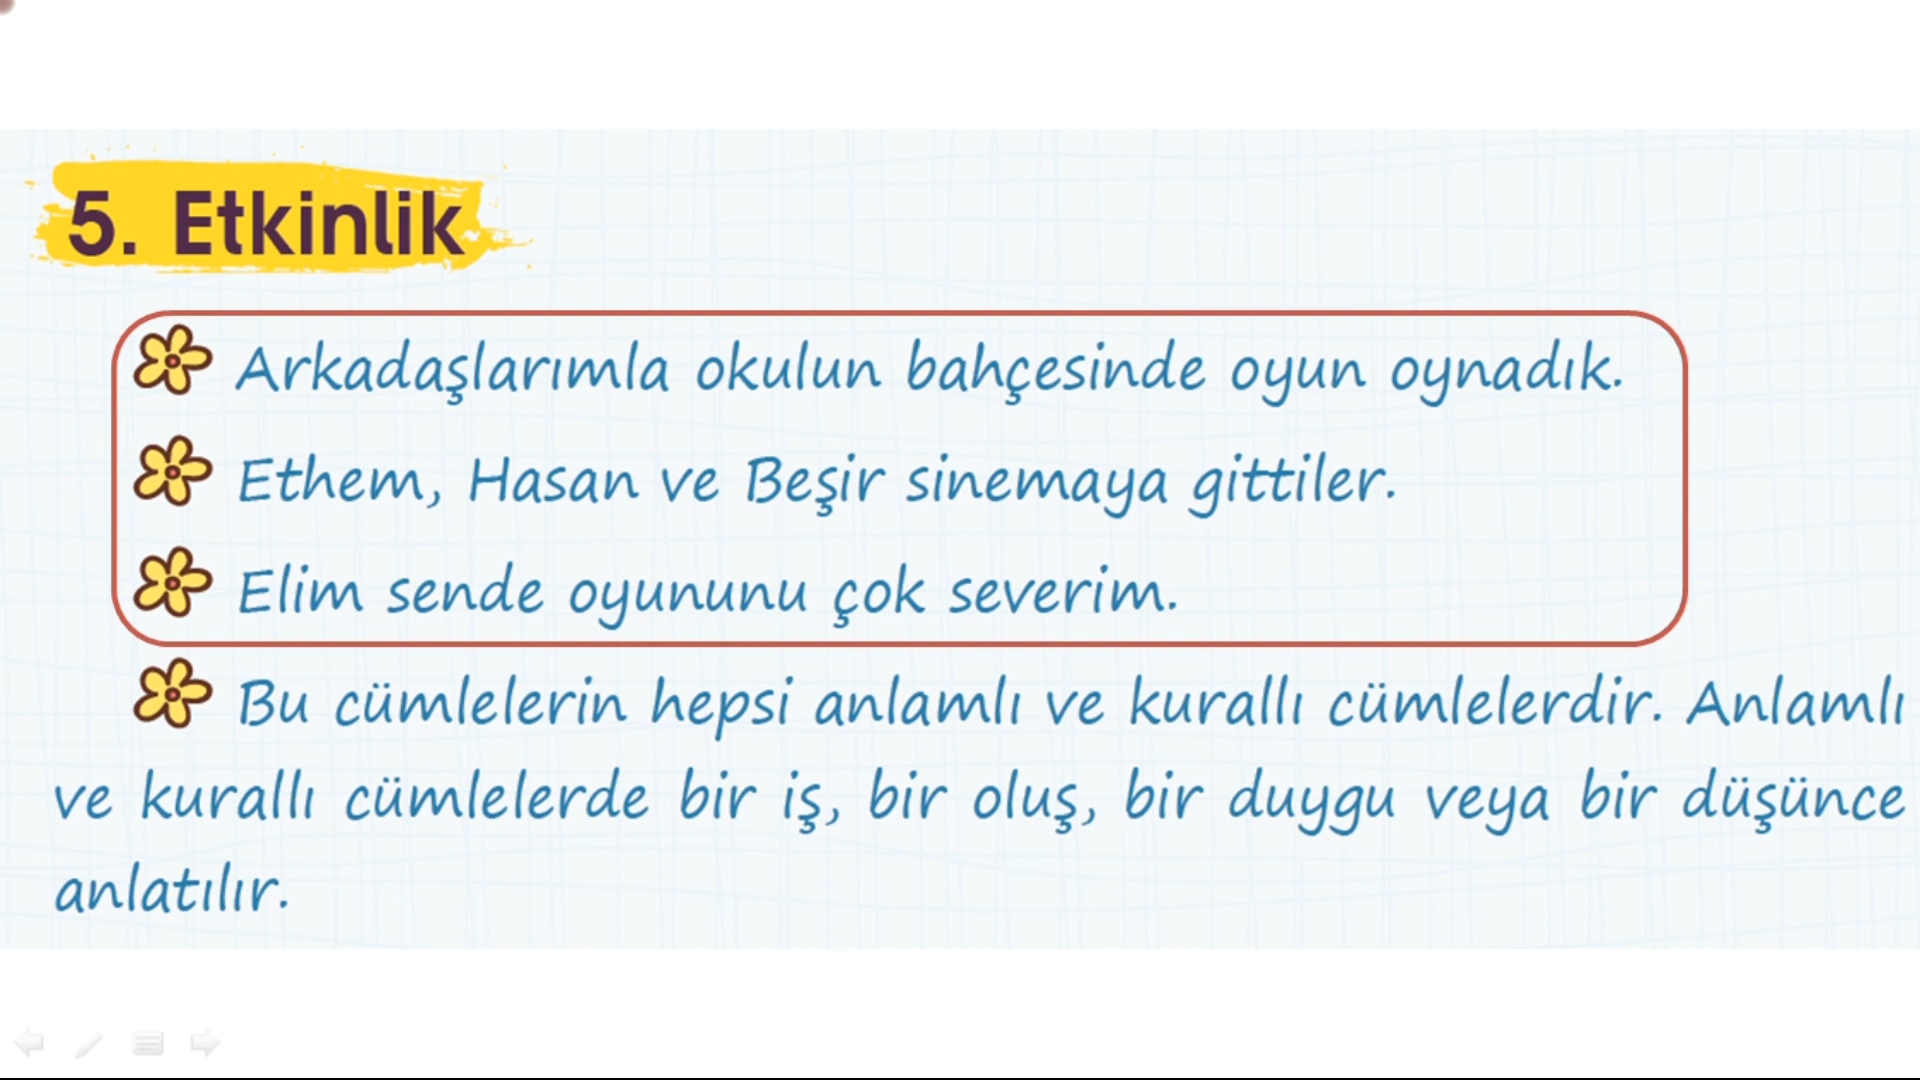 5. Etkinlik
Arkadaşlarımla okulun bahçesinde oyun oynadık.
Ethem, Hasan ve Beşir sinemaya gittiler.
Elim sende oyununu çok severim.
Bu cümlelerin hepsi anlamlı ve kurallı cümlelerdir. Anlamlı
ve kurallı cümlelerde bir iş, bir oluş, bir duygu veya bir düşünce
anlatılır.